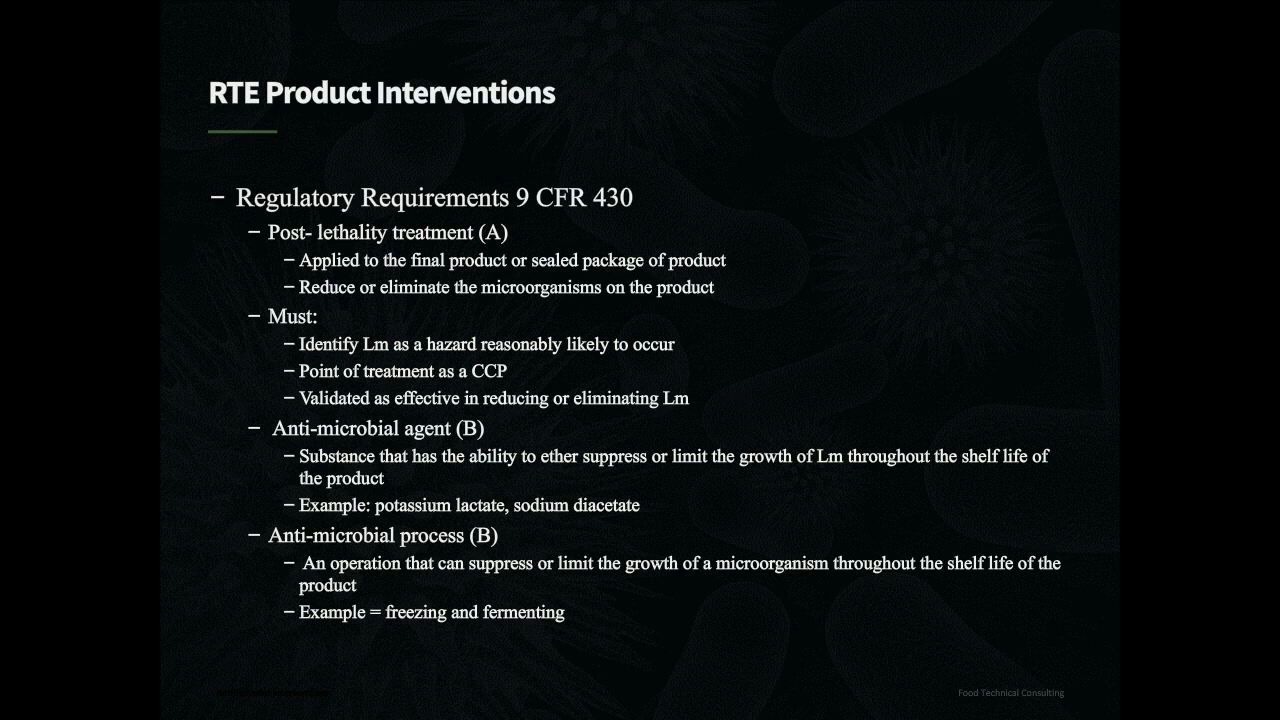 RTE Product Interventions
– Regulatory Requirements 9 CFR 430
– Post- lethality treatment (A)
– Applied to the final product or sealed package of product
– Reduce or eliminate the microorganisms on the product
– Must:
– Identify Lm as a hazard reasonably likely to occur
– Point of treatment as a CCP
– Validated as effective in reducing or eliminating Lm
– Anti-microbial agent (B)
– Substance that has the ability to ether suppress or limit the growth of Lm throughout the shelf life of
the product
– Example: potassium lactate, sodium diacetate
– Anti-microbial process (B)
– An operation that can suppress or limit the growth of a microorganism throughout the shelf life of the
product
– Example = freezing and fermenting
Food Technical Consulting